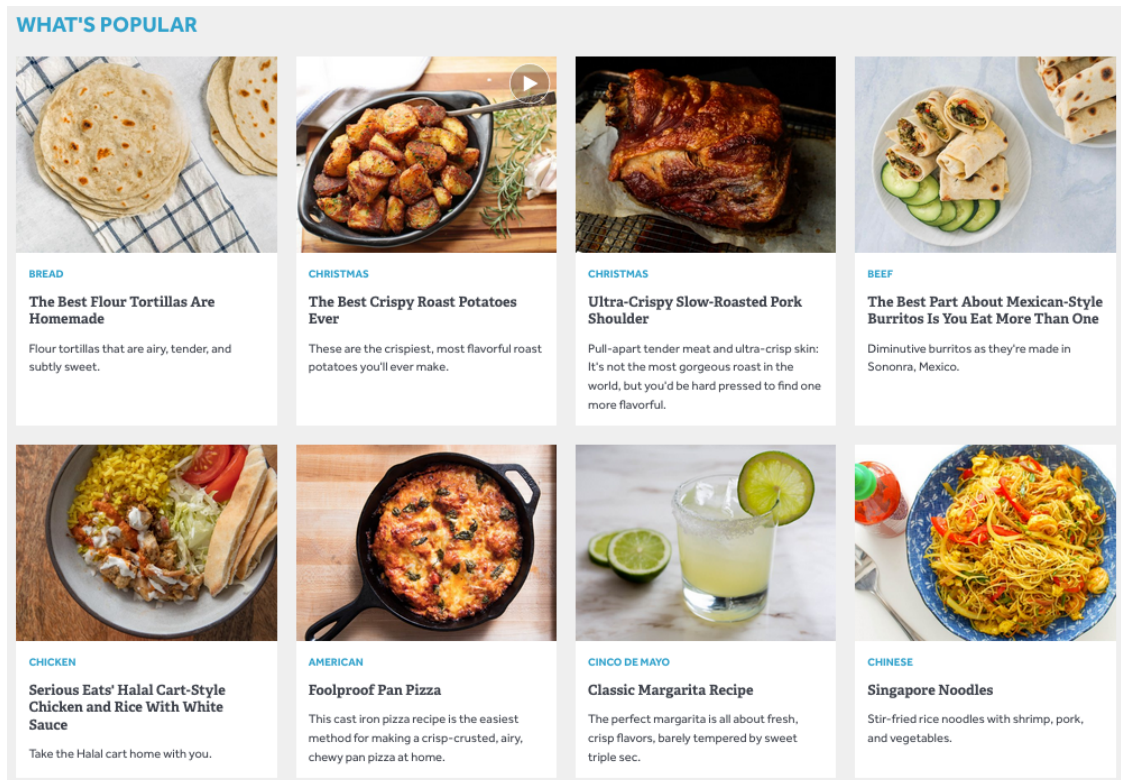 WHAT'S POPULAR
BREAD
The Best Flour Tortillas Are
Homemade
Flour tortillas that are airy, tender, and
subtly sweet.
CHRISTMAS
The Best Crispy Roast Potatoes
Ever
These are the crispiest, most flavorful roast
potatoes you'll ever make.
CHRISTMAS
Ultra-Crispy Slow-Roasted Pork
Shoulder
Pull-apart tender meat and ultra-crisp skin:
It's not the most gorgeous roast in the
world, but you'd be hard pressed to find one
more flavorful.
BEEF
The Best Part About Mexican-Style
Burritos Is You Eat More Than One
Diminutive burritos as they're made in
Sononra, Mexico.
CHICKEN
Serious Eats' Halal Cart-Style
Chicken and Rice With White
Sauce
Take the Halal cart home with you.
AMERICAN
Foolproof Pan Pizza
This cast iron pizza recipe is the easiest
method for making a crisp-crusted, airy,
chewy pan pizza at home.
CINCO DE MAYO
Classic Margarita Recipe
The perfect margarita is all about fresh,
crisp flavors, barely tempered by sweet
triple sec.
CHINESE
Singapore Noodles
Stir-fried rice noodles with shrimp, pork,
and vegetables.